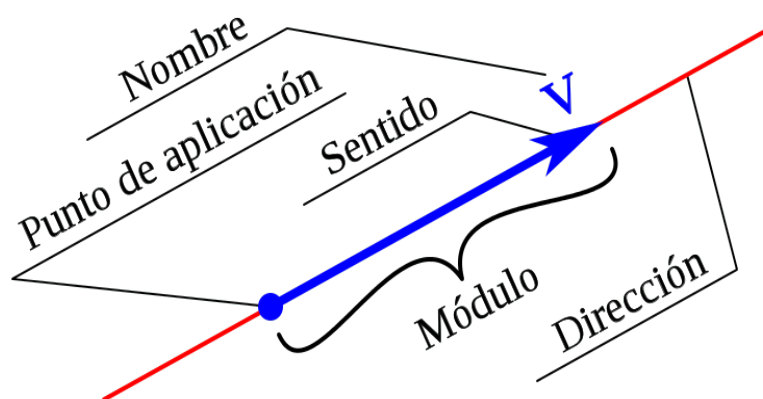 Nombre
Punto de aplicación
Sentido
V
Módulo
Dirección